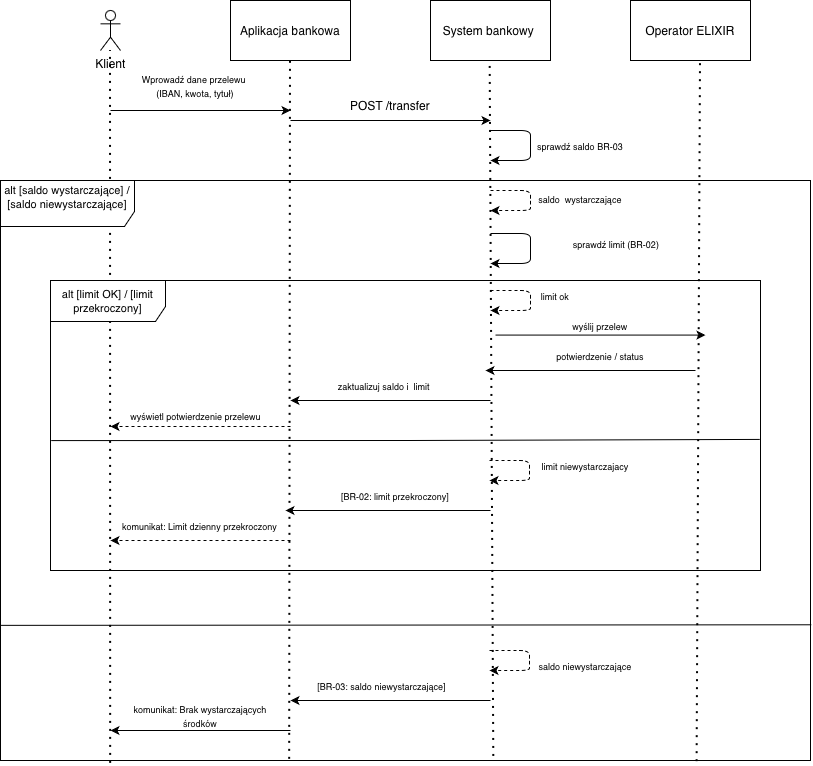 Aplikacja bankowa
System bankowy
Operator ELIXIR
Klient
Wprowadź dane przelewu
(IBAN, kwota, tytuł)
POST /transfer
sprawdź saldo BR-03
alt [saldo wystarczające] /
[saldo niewystarczające]
saldo wystarczające
sprawdź limit (BR-02)
alt [limit OK] / [limit
przekroczony]
limit ok
wyślij przelew
potwierdzenie / status
zaktualizuj saldo i limit
wyświetl potwierdzenie przelewu
limit niewystarczajacy
[BR-02: limit przekroczony]
komunikat: Limit dzienny przekroczony
saldo niewystarczające
[BR-03: saldo niewystarczające]
komunikat: Brak wystarczających
środków